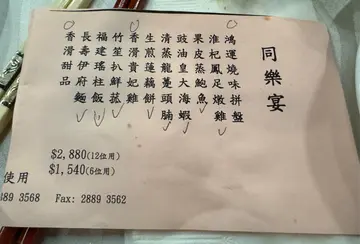 同樂宴
鴻運燒味拼盤
淮杞鳳足燉雞
果皮蒸鮑魚
豉油皇大海蝦
清蒸龍躉頭腩
生煎蓮藕餅
香滑貴妃雞
竹笙扒鮮菰
福建瑤柱飯
長壽伊府麵
香滑甜品
$2,880(12位用)
$1,540(6位用)
使用
889 3568 Fax: 2889 3562